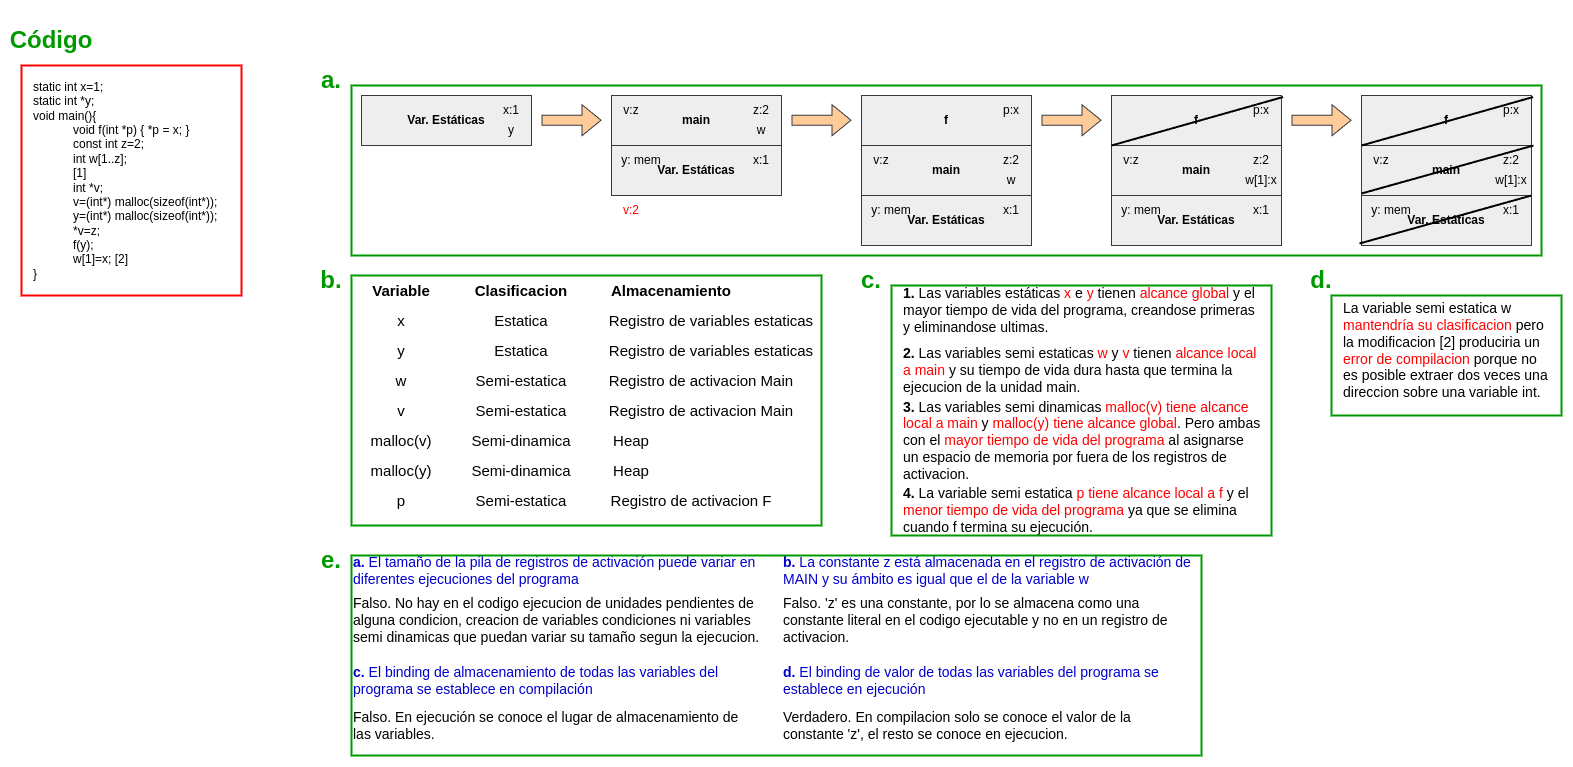 Código
static int x=1;
static int *y;
void main(){
void f(int *p) { *p = x; }
const int z=2;
int w[1..z];
[1]
int *v;
v=(int*) malloc(sizeof(int*));
y=(int*) malloc(sizeof(int*));
*v=z;
f(y);
w[1]=x; [2]
}
a.
Var. Estáticas
x:1
y
v:z
main
z:2
w
y: mem
Var. Estáticas
x:1
v:2
f
p:x
v:z
main
z:2
w
y: mem
Var. Estáticas
x:1
f
p:x
v:z
main
z:2
w[1]:x
y: mem
Var. Estáticas
x:1
f
p:x
v:z
main
z:2
w[1]:x
y: mem
Var. Estáticas
x:1
b.
Variable Clasificacion Almacenamiento
x Estatica Registro de variables estaticas
y Estatica Registro de variables estaticas
w Semi-estatica Registro de activacion Main
v Semi-estatica Registro de activacion Main
malloc(v) Semi-dinamica Heap
malloc(y) Semi-dinamica Heap
p Semi-estatica Registro de activacion F
c.
1. Las variables estáticas x e y tienen alcance global y el
mayor tiempo de vida del programa, creandose primeras
y eliminandose ultimas.
2. Las variables semi estaticas w y v tienen alcance local
a main y su tiempo de vida dura hasta que termina la
ejecucion de la unidad main.
3. Las variables semi dinamicas malloc(v) tiene alcance
local a main y malloc(y) tiene alcance global. Pero ambas
con el mayor tiempo de vida del programa al asignarse
un espacio de memoria por fuera de los registros de
activacion.
4. La variable semi estatica p tiene alcance local a f y el
menor tiempo de vida del programa ya que se elimina
cuando f termina su ejecución.
d.
La variable semi estatica w
mantendría su clasificacion pero
la modificacion [2] produciria un
error de compilacion porque no
es posible extraer dos veces una
direccion sobre una variable int.
e.
a. El tamaño de la pila de registros de activación puede variar en
diferentes ejecuciones del programa
Falso. No hay en el codigo ejecucion de unidades pendientes de
alguna condicion, creacion de variables condiciones ni variables
semi dinamicas que puedan variar su tamaño segun la ejecucion.
b. La constante z está almacenada en el registro de activación de
MAIN y su ámbito es igual que el de la variable w
Falso. 'z' es una constante, por lo se almacena como una
constante literal en el codigo ejecutable y no en un registro de
activacion.
c. El binding de almacenamiento de todas las variables del
programa se establece en compilación
Falso. En ejecución se conoce el lugar de almacenamiento de
las variables.
d. El binding de valor de todas las variables del programa se
establece en ejecución
Verdadero. En compilacion solo se conoce el valor de la
constante 'z', el resto se conoce en ejecucion.